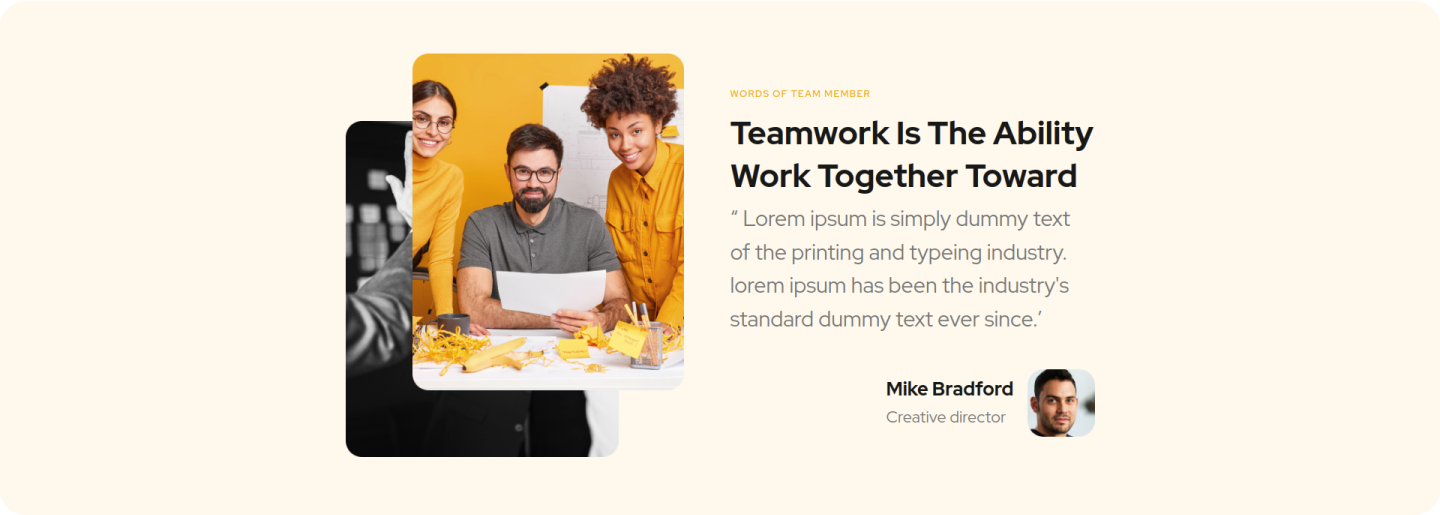 WORDS OF TEAM MEMBER
Teamwork Is The Ability
Work Together Toward
“ Lorem ipsum is simply dummy text
of the printing and typeing industry.
lorem ipsum has been the industry's
standard dummy text ever since.’
Mike Bradford
Creative director